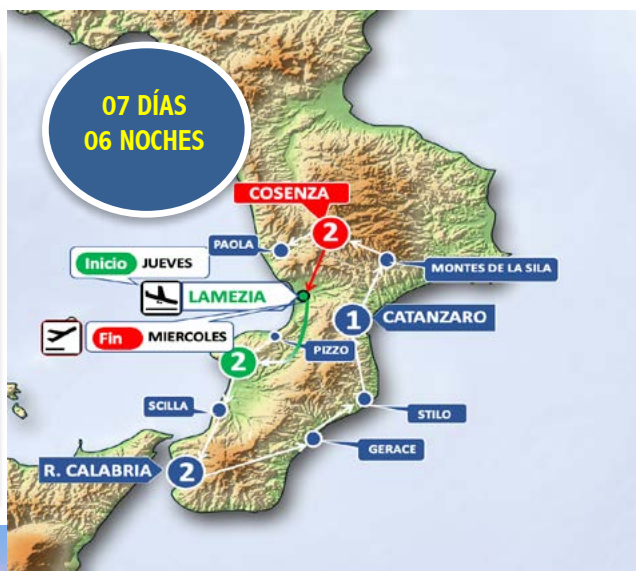 07 DÍAS
06 NOCHES
COSENZA
2
PAOLA
MONTES DE LA SILA
Inicio JUEVES
LAMEZIA
1 CATANZARO
Fin MIERCOLES
PIZZO
2
SCILLA
STILO
GERACE
R. CALABRIA 2